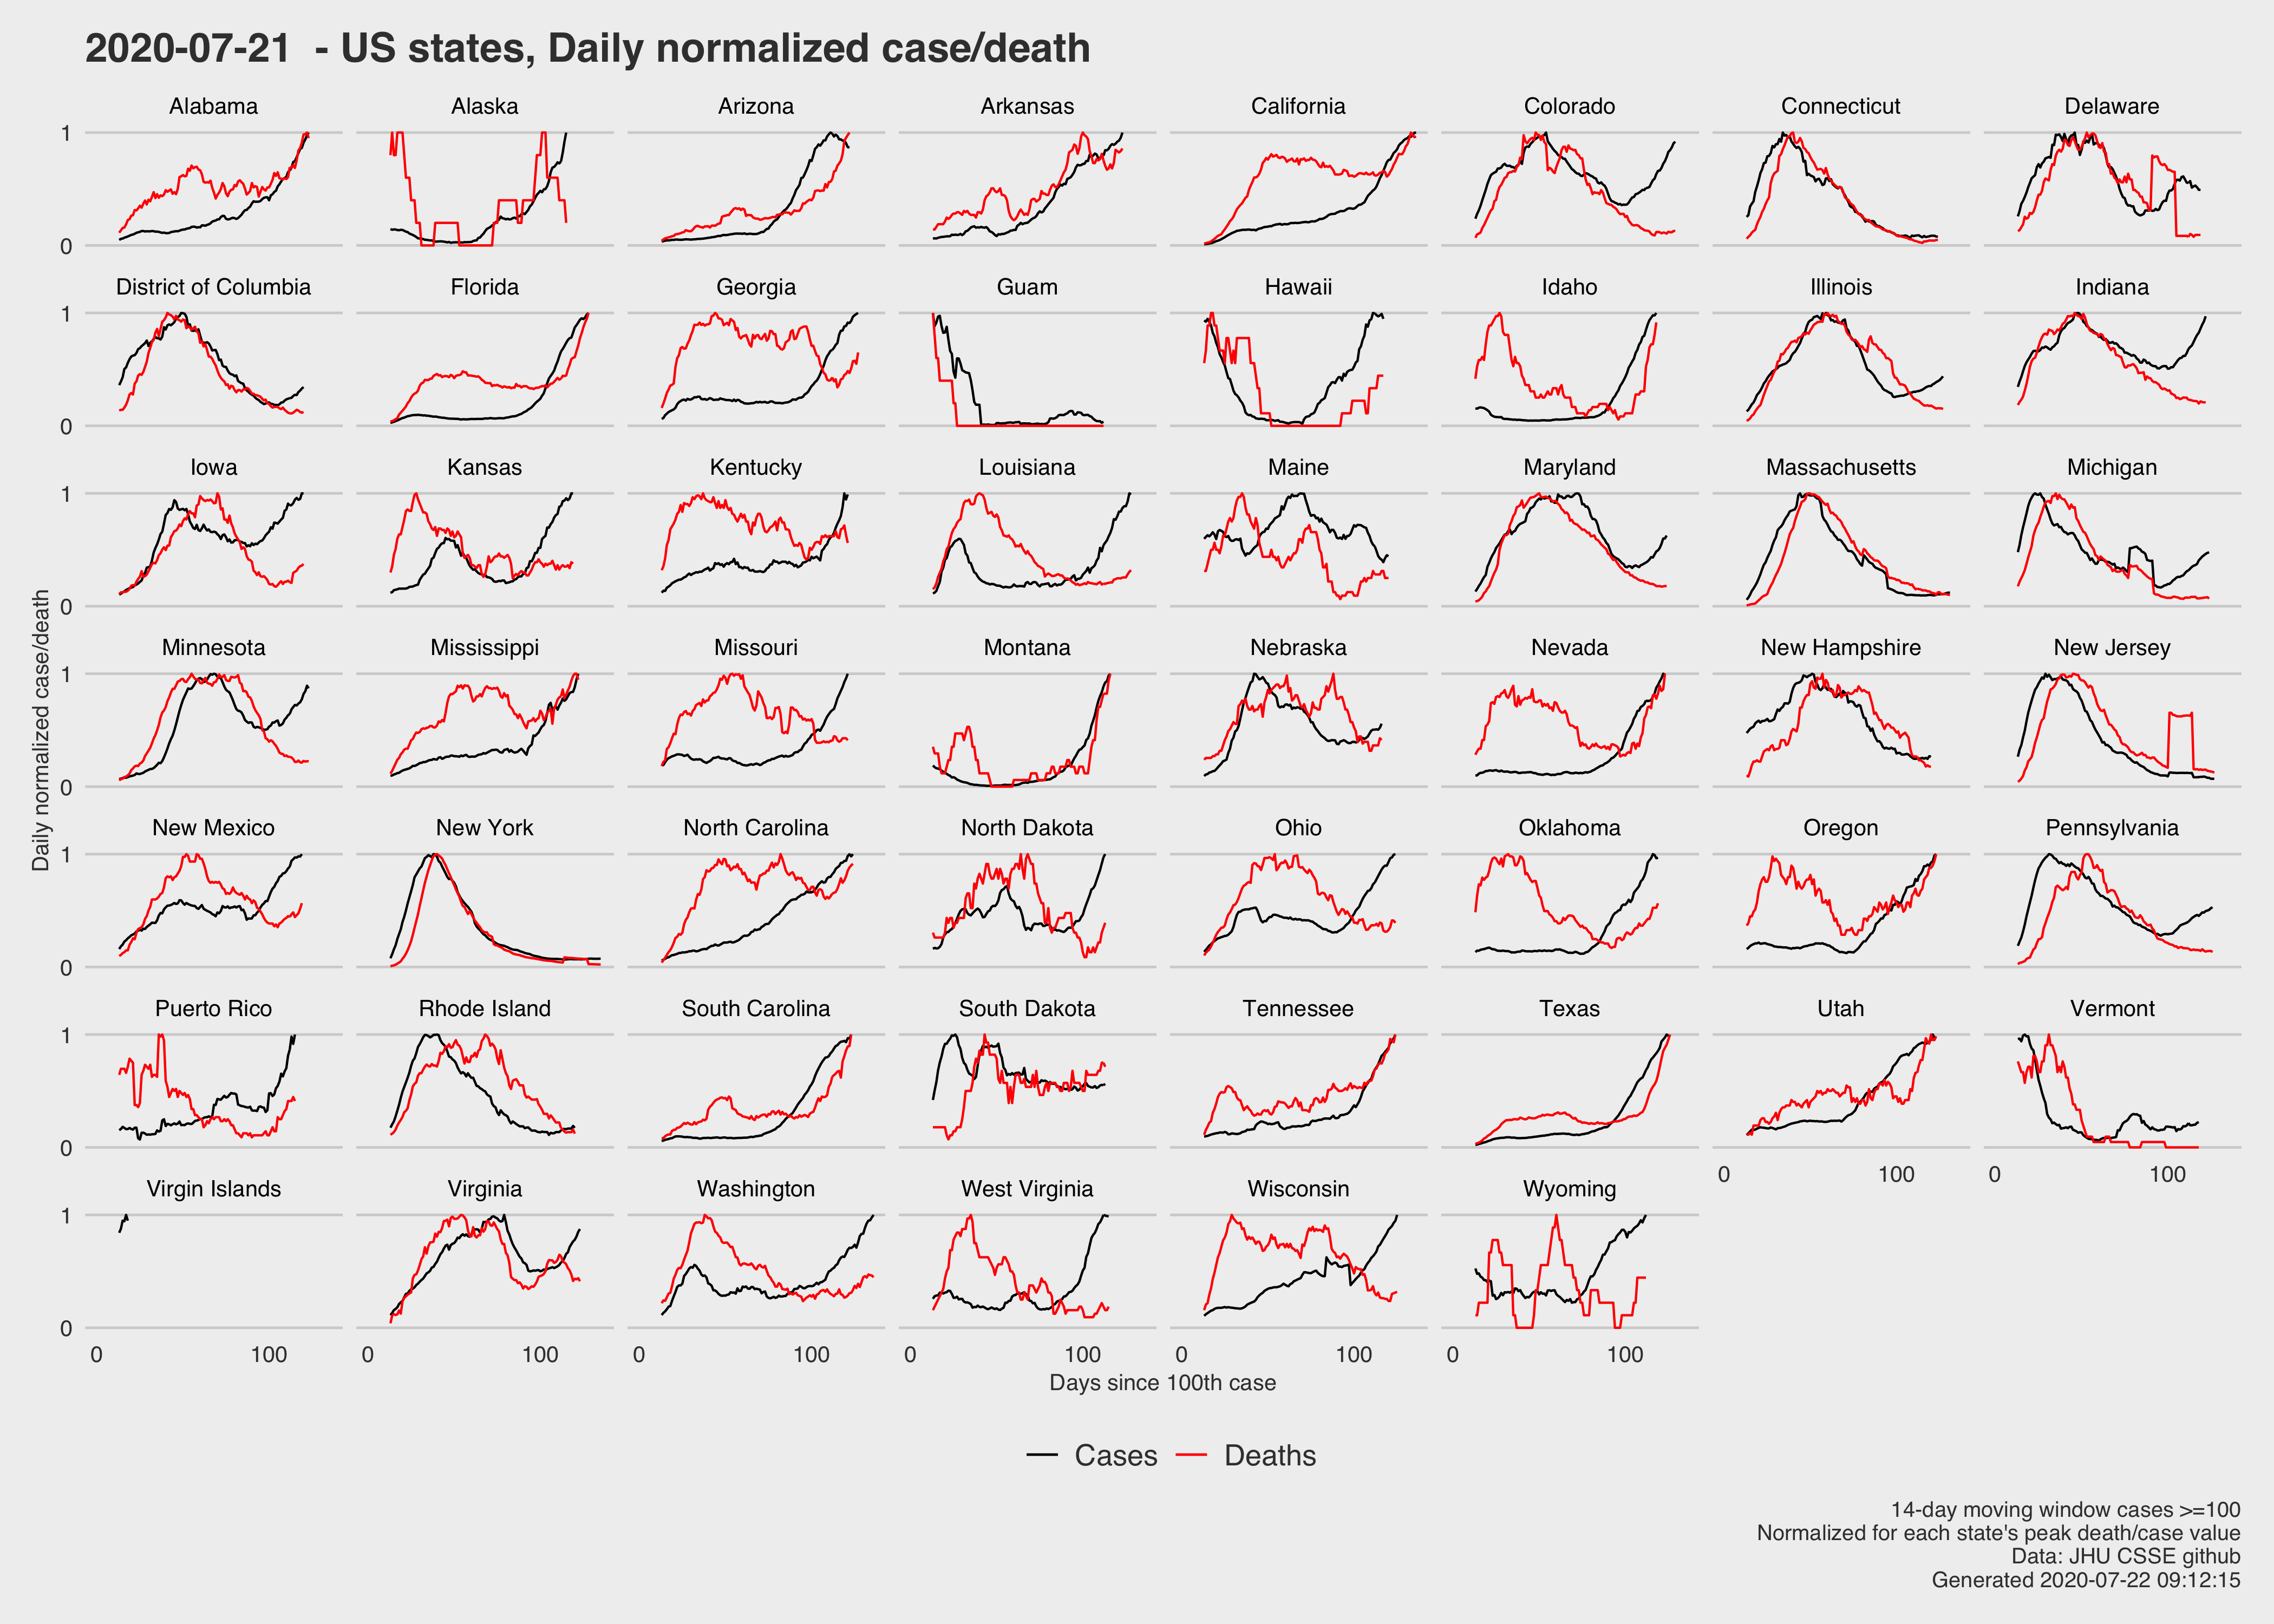 2020-07-21  - US states, Daily normalized case/death
Alabama Alaska Arizona Arkansas California Colorado Connecticut Delaware
1
0
District of Columbia Florida Georgia Guam Hawaii Idaho Illinois Indiana
1
0
Iowa Kansas Kentucky Louisiana Maine Maryland Massachusetts Michigan
1
0
Daily normalized case/death
Minnesota Mississippi Missouri Montana Nebraska Nevada New Hampshire New Jersey
1
0
New Mexico New York North Carolina North Dakota Ohio Oklahoma Oregon Pennsylvania
1
0
Puerto Rico Rhode Island South Carolina South Dakota Tennessee Texas Utah Vermont
1
0
0 100 0 100
Virgin Islands Virginia Washington West Virginia Wisconsin Wyoming
1
0
0 100 0 100 0 100 0 100 0 100 0 100
Days since 100th case
Cases Deaths
14-day moving window cases >=100
Normalized for each state's peak death/case value
Data: JHU CSSE github
Generated 2020-07-22 09:12:15